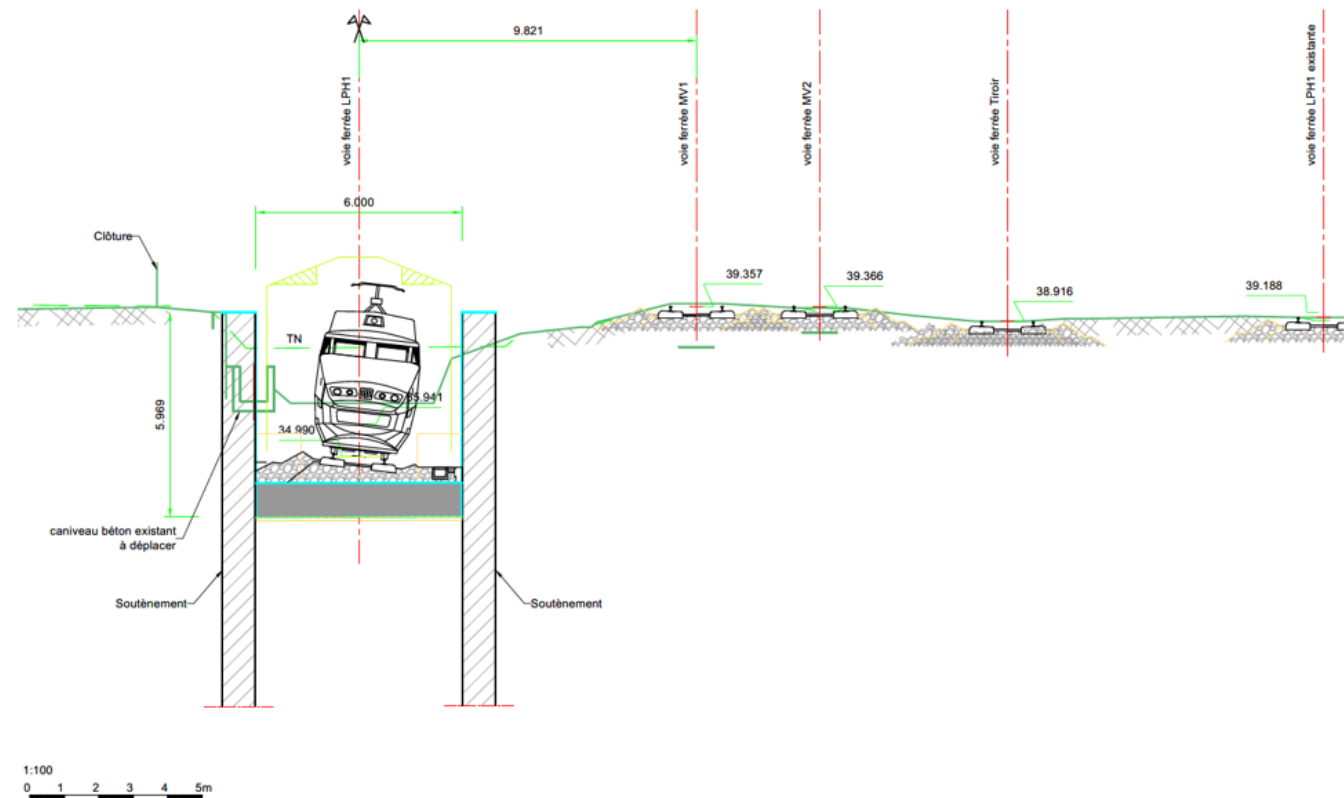 9.821
voie ferrée LPH1
voie ferrée MV1
voie ferrée MV2
voie ferrée Tiroir
voie ferrée LPH1 existante
6.000
Clôture
39.357
39.366
38.916
39.188
TN
35.941
34.990
5.969
caniveau béton existant
à déplacer
Soutènement
Soutènement
1:100
0 1 2 3 4 5m